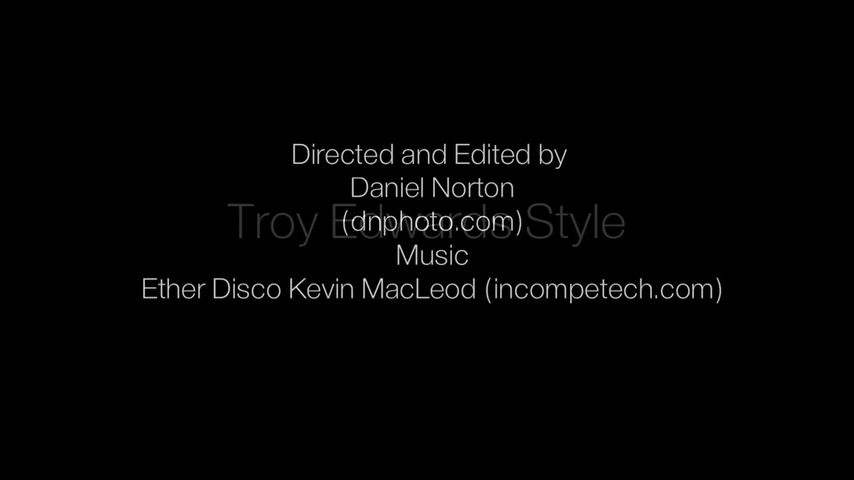 Directed and Edited by
Daniel Norton
(dnphoto.com)
Troy Edwards Style
Music
Ether Disco Kevin MacLeod (incompetech.com)